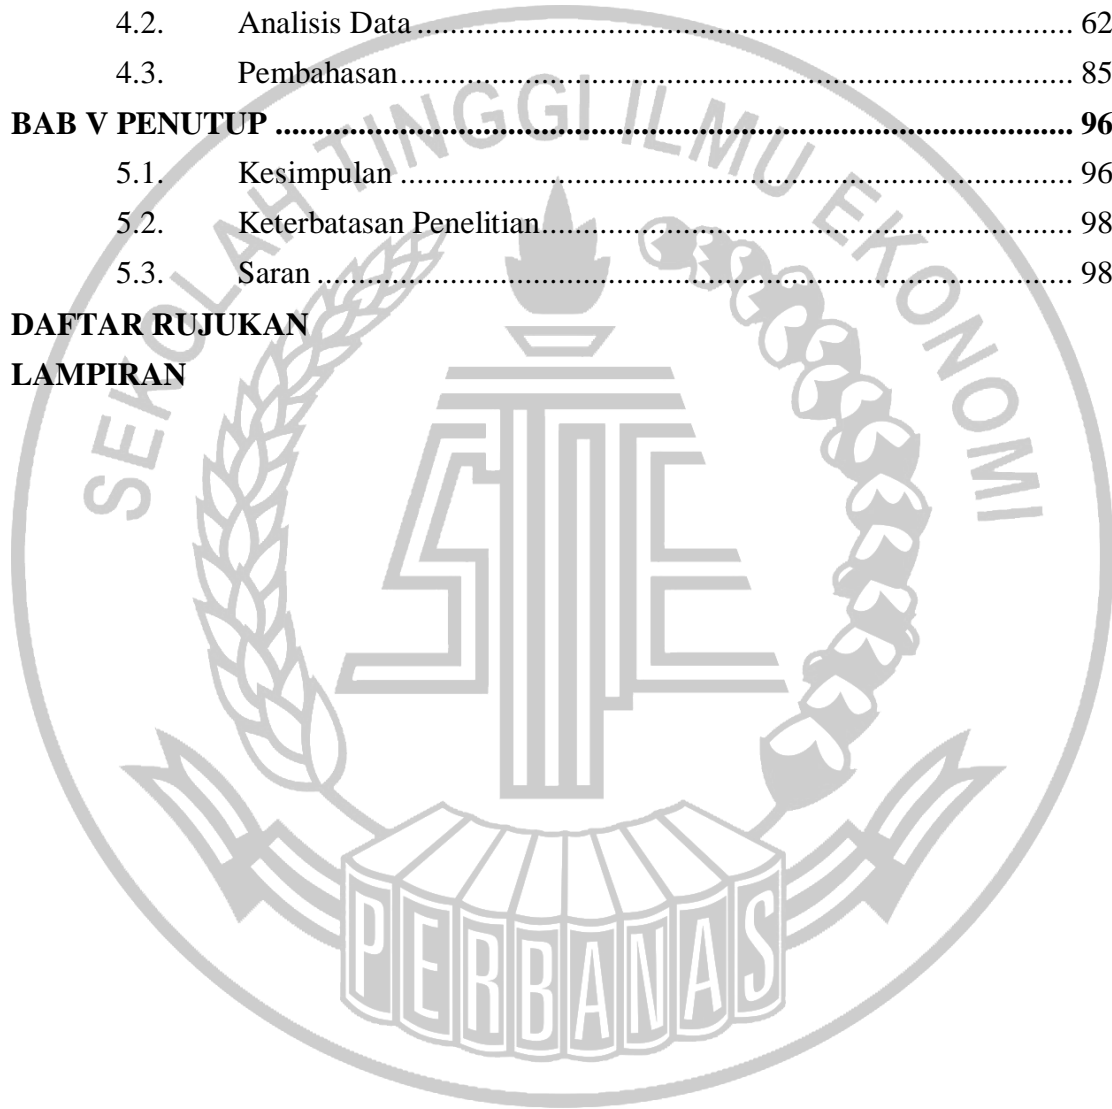 4.2. Analisis Data ................................................................................. 62
4.3. Pembahasan................................................................................... 85
BAB V PENUTUP ................................................................................................... 96
5.1. Kesimpulan ................................................................................... 96
5.2. Keterbatasan Penelitian.................................................................. 98
5.3. Saran ............................................................................................. 98
DAFTAR RUJUKAN
LAMPIRAN
SEKOLAH TINGGI ILMU EKONOMI
STIE
PERBANAS